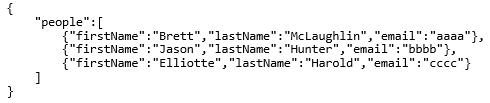 {
    "people":[
        {"firstName":"Brett","lastName":"McLaughlin","email":"aaaa"},
        {"firstName":"Jason","lastName":"Hunter","email":"bbbb"},
        {"firstName":"Elliotte","lastName":"Harold","email":"cccc"}
    ]
}